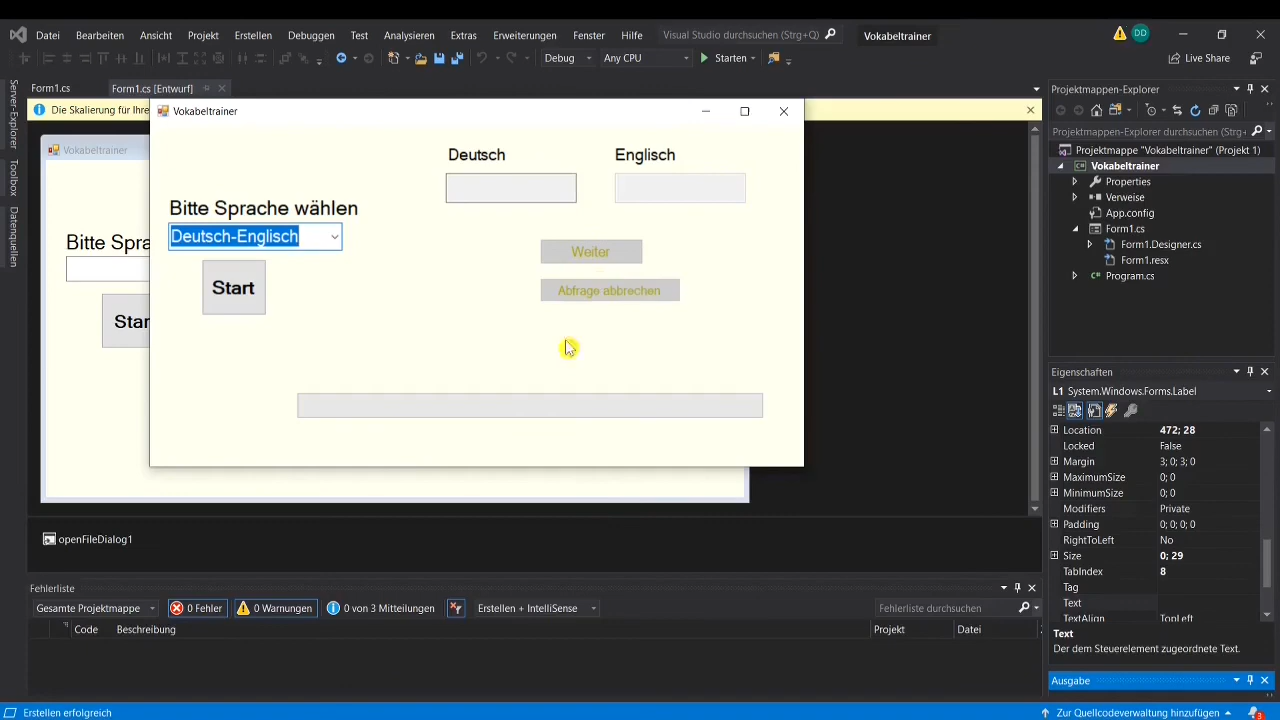 Datei Bearbeiten Ansicht Projekt Erstellen Debuggen Test Analysieren Extras Erweiterungen Fenster Hilfe Visual Studio durchsuchen (Strg+Q) Vokabeltrainer DD
Debug Any CPU Starten Live Share
Form1.cs Form1.cs [Entwurf]
Server-Explorer
Toolbox
Datenquellen
Die Skalierung für Ihre
Vokabeltrainer
Bitte Spra
Star
Vokabeltrainer
Deutsch Englisch
Bitte Sprache wählen
Deutsch-Englisch
Start
Weiter
Abfrage abbrechen
openFileDialog1
Fehlerliste
Gesamte Projektmappe 0 Fehler 0 Warnungen 0 von 3 Mitteilungen Erstellen + IntelliSense Fehlerliste durchsuchen
Code Beschreibung Projekt Datei
Projektmappen-Explorer
Projektmappen-Explorer durchsuchen (Strg+
Projektmappe "Vokabeltrainer" (Projekt 1)
Vokabeltrainer
Properties
Verweise
App.config
Form1.cs
Form1.Designer.cs
Form1.resx
Program.cs
Eigenschaften
L1 System.Windows.Forms.Label
Location 472; 28
Locked False
Margin 3; 0; 3; 0
MaximumSize 0; 0
MinimumSize 0; 0
Modifiers Private
Padding 0; 0; 0; 0
RightToLeft No
Size 0; 29
TabIndex 8
Tag
Text
TextAlign TopLeft
Text
Der dem Steuerelement zugeordnete Text.
Ausgabe
Erstellen erfolgreich Zur Quellcodeverwaltung hinzufügen